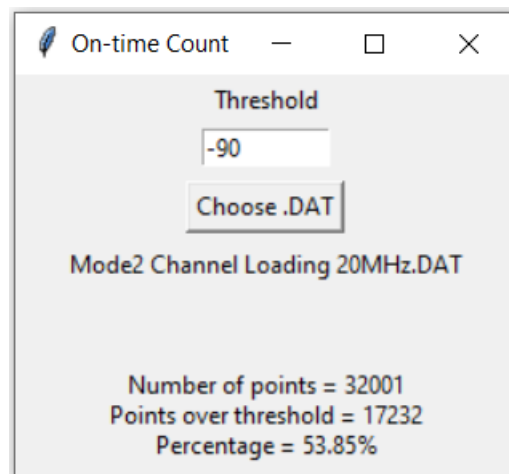 On-time Count
Threshold
-90
Choose .DAT
Mode2 Channel Loading 20MHz.DAT
Number of points = 32001
Points over threshold = 17232
Percentage = 53.85%